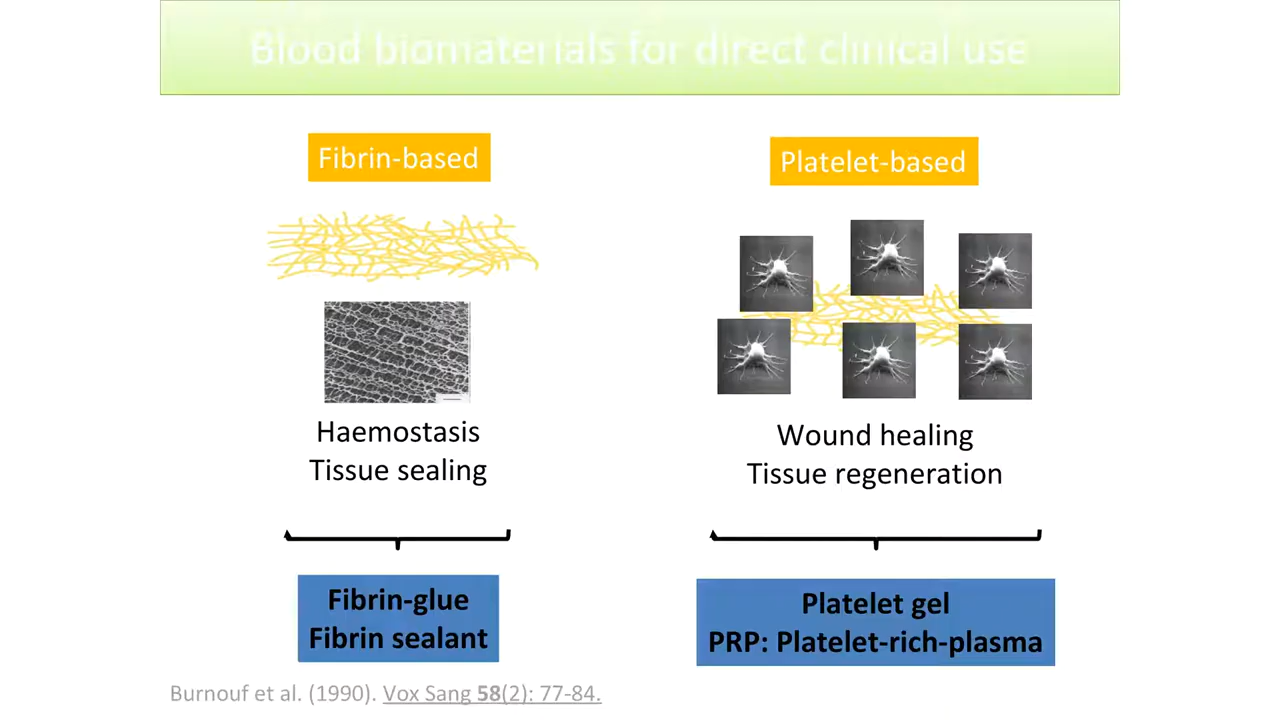 Blood biomaterials for direct clinical use
Fibrin-based
Platelet-based
Haemostasis
Tissue sealing
Wound healing
Tissue regeneration
Fibrin-glue
Fibrin sealant
Platelet gel
PRP: Platelet-rich-plasma
Burnouf et al. (1990). Vox Sang 58(2): 77-84.